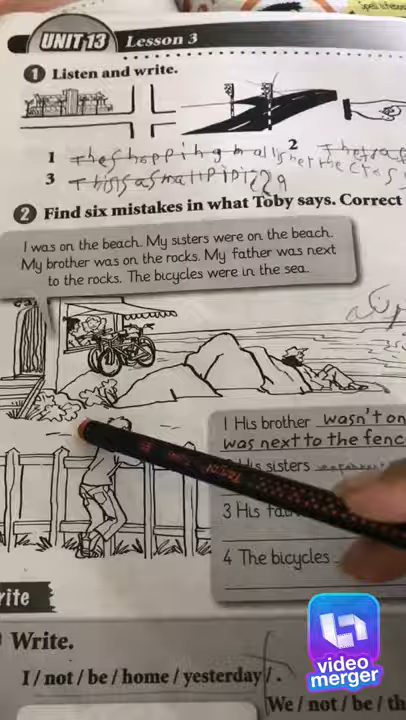 UNIT 13 Lesson 3
1 Listen and write.
1 The shopping mall is 2
3
2 Find six mistakes in what Toby says. Correct
I was on the beach. My sisters were on the beach.
My brother was on the rocks. My father was next
to the rocks. The bicycles were in the sea.
1 His brother wasn't on
was next to the fenc
His sisters
3 His
4 The bicycles
rite
Write.
I / not / be / home / yesterday / .
We / not / be / th
video
merger